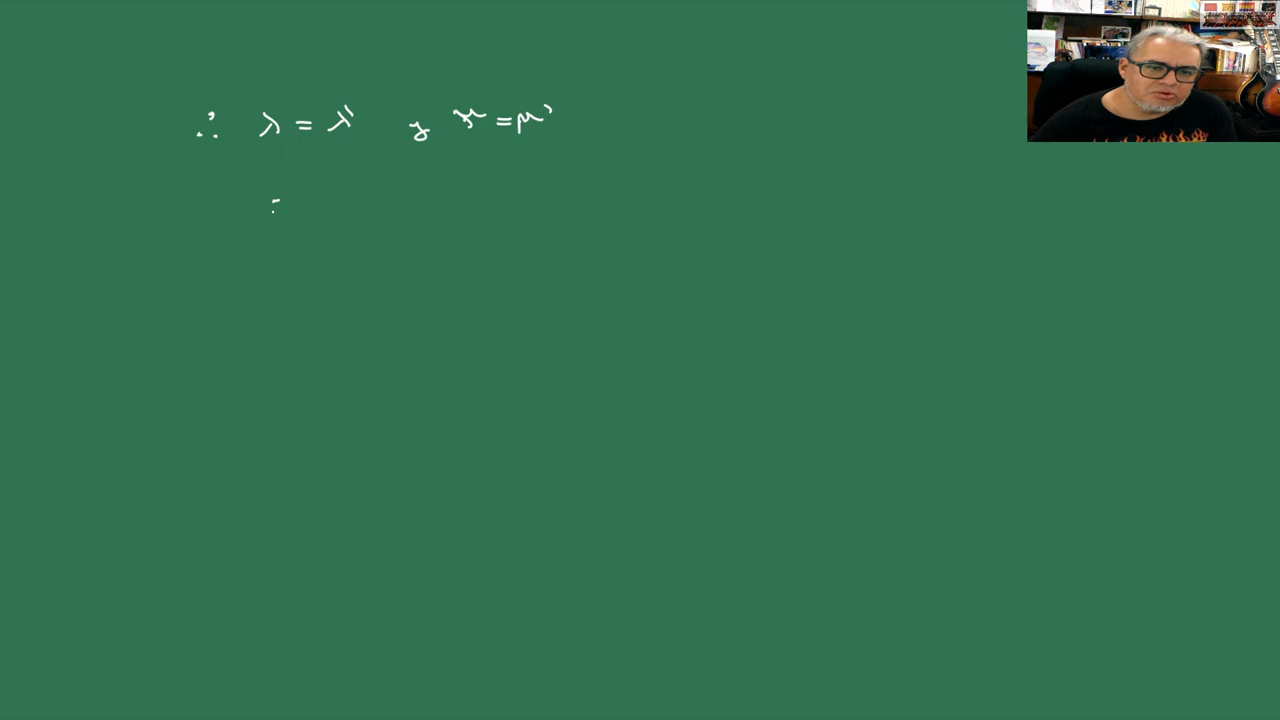 ∴ λ = λ' y μ = μ'